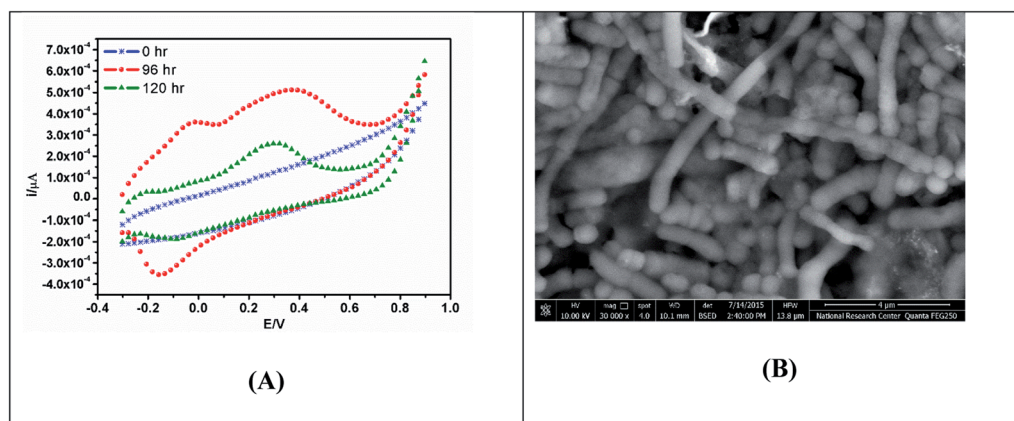 7.0x10⁻⁴
6.0x10⁻⁴
5.0x10⁻⁴
4.0x10⁻⁴
3.0x10⁻⁴
2.0x10⁻⁴
1.0x10⁻⁴
0.0
-1.0x10⁻⁴
-2.0x10⁻⁴
-3.0x10⁻⁴
-4.0x10⁻⁴
i/µA
0 hr
96 hr
120 hr
-0.4 -0.2 0.0 0.2 0.4 0.6 0.8 1.0
E/V
(A)
HV mag spot WD det 7/14/2015 HFW 4 µm
10.00 kV 30 000 x 4.0 10.1 mm BSED 2:40:00 PM 13.8 µm National Research Center Quanta FEG250
(B)